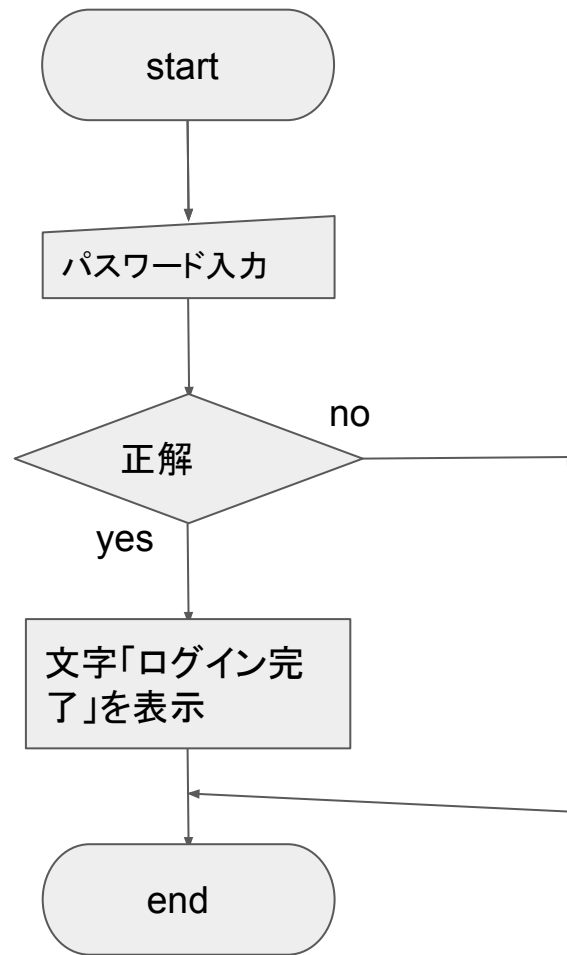 start
パスワード入力
no
正解
yes
文字「ログイン完
了」を表示
end